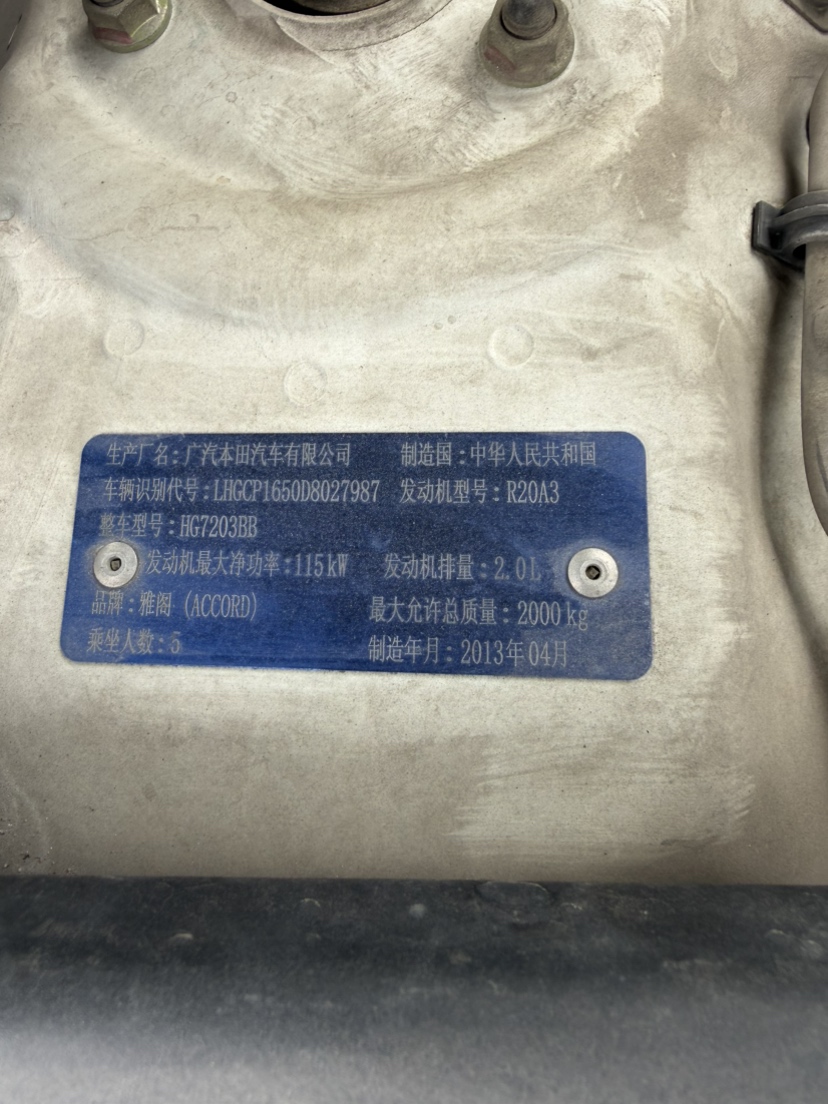 生产厂名:广汽本田汽车有限公司 制造国:中华人民共和国
车辆识别代号:LHGCP1650D8027987 发动机型号:R20A3
整车型号:HG7203BB
发动机最大净功率:115kW 发动机排量:2.0L
品牌:雅阁(ACCORD) 最大允许总质量:2000kg
乘坐人数:5 制造年月:2013年04月